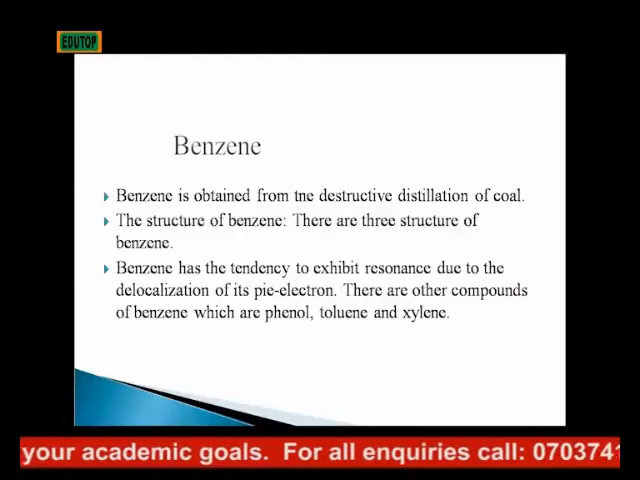 EDUTOP
Benzene
Benzene is obtained from tne destructive distillation of coal.
The structure of benzene: There are three structure of
benzene.
Benzene has the tendency to exhibit resonance due to the
delocalization of its pie-electron. There are other compounds
of benzene which are phenol, toluene and xylene.
your academic goals. For all enquiries call: 0703741